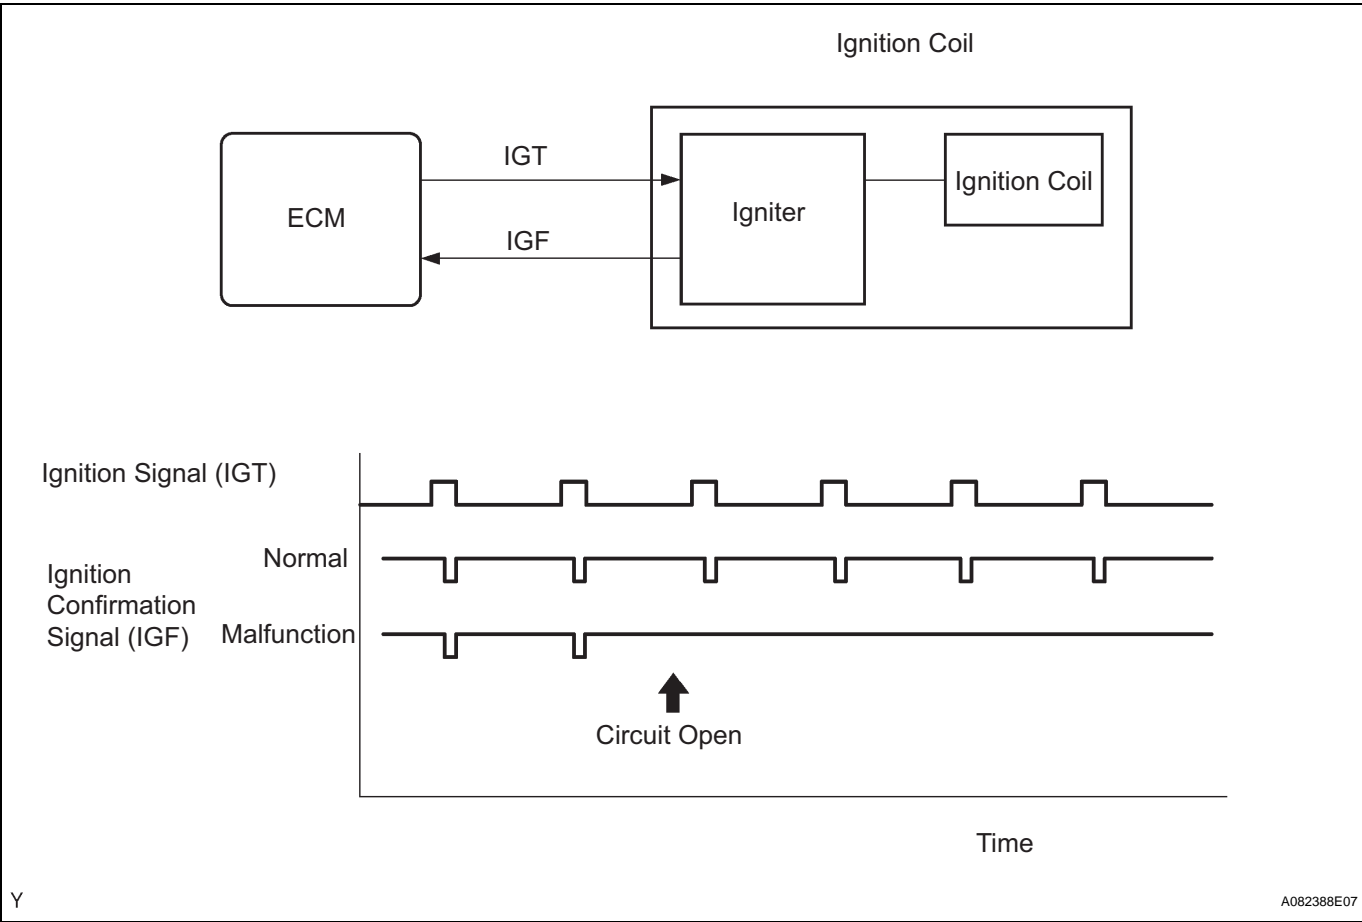 Ignition Coil
ECM
IGT
IGF
Igniter
Ignition Coil
Ignition Signal (IGT)
Normal
Ignition
Confirmation
Signal (IGF)
Malfunction
Circuit Open
Time
Y
A082388E07